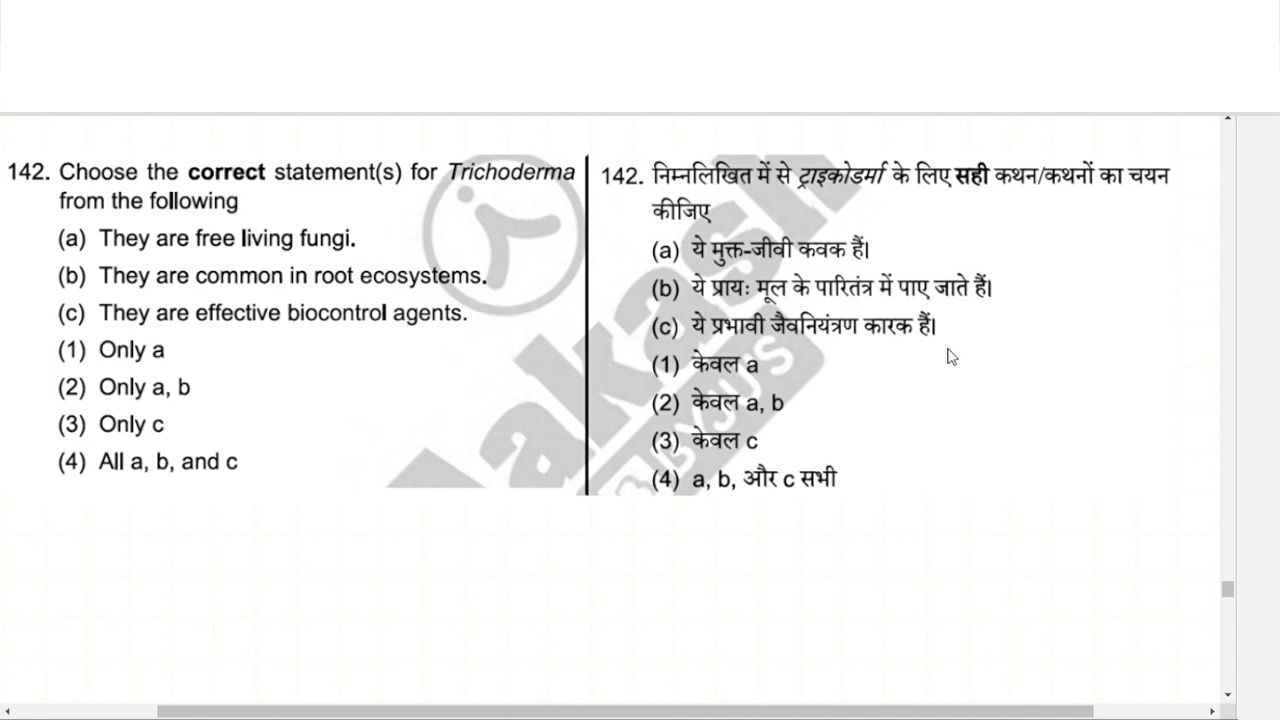 142. Choose the correct statement(s) for Trichoderma
from the following
(a) They are free living fungi.
(b) They are common in root ecosystems.
(c) They are effective biocontrol agents.
(1) Only a
(2) Only a, b
(3) Only c
(4) All a, b, and c
142. निम्नलिखित में से ट्राइकोडर्मा के लिए सही कथन/कथनों का चयन
कीजिए
(a) ये मुक्त-जीवी कवक हैं।
(b) ये प्रायः मूल के पारितंत्र में पाए जाते हैं।
(c) ये प्रभावी जैवनियंत्रण कारक हैं।
(1) केवल a
(2) केवल a, b
(3) केवल c
(4) a, b, और c सभी
akash
BYJU'S